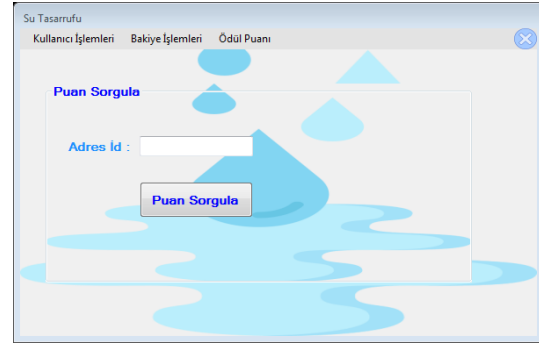 Su Tasarrufu
Kullanıcı İşlemleri Bakiye İşlemleri Ödül Puanı
Puan Sorgula
Adres İd :
Puan Sorgula